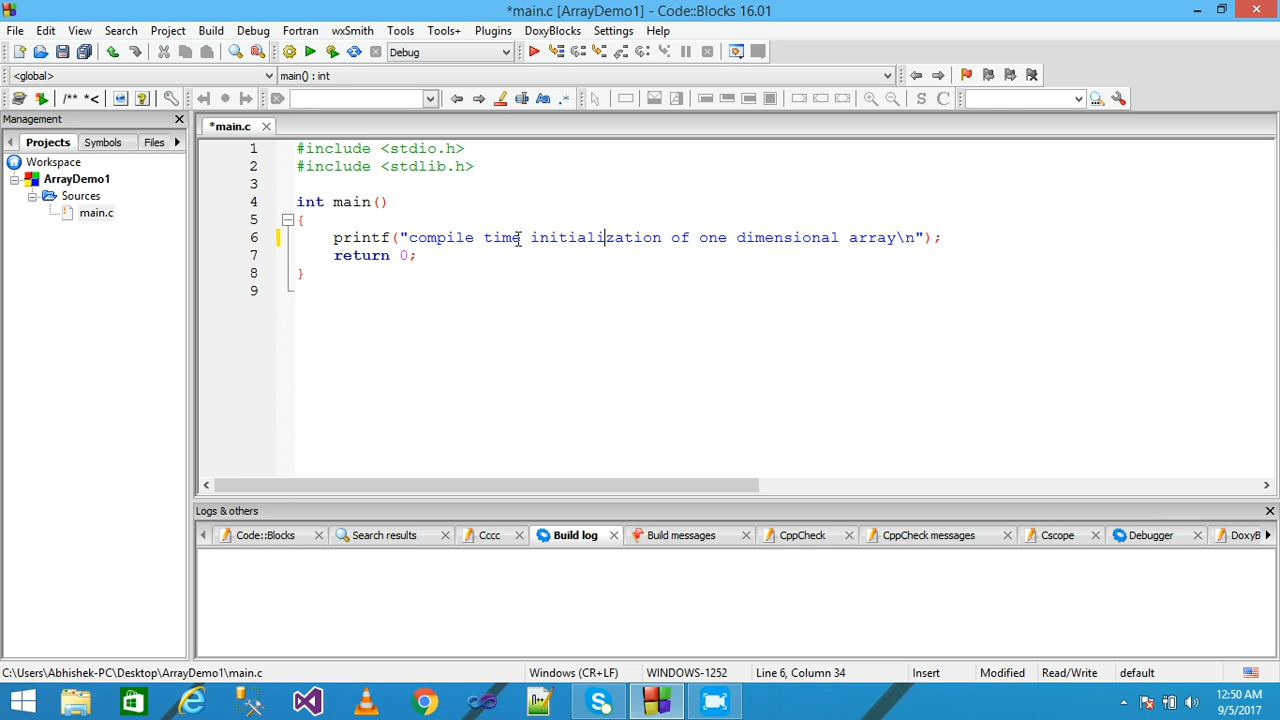 *main.c [ArrayDemo1] - Code::Blocks 16.01
File Edit View Search Project Build Debug Fortran wxSmith Tools Tools+ Plugins DoxyBlocks Settings Help
Debug
<global> main() : int
/** *< Aa .* S C
Management *main.c
Projects Symbols Files
Workspace
ArrayDemo1
Sources
main.c
1 #include <stdio.h>
2 #include <stdlib.h>
3
4 int main()
5 {
6 printf("compile time initialization of one dimensional array\n");
7 return 0;
8 }
9
Logs & others
Code::Blocks Search results Cccc Build log Build messages CppCheck CppCheck messages Cscope Debugger DoxyB
C:\Users\Abhishek-PC\Desktop\ArrayDemo1\main.c Windows (CR+LF) WINDOWS-1252 Line 6, Column 34 Insert Modified Read/Write default
12:50 AM
9/5/2017